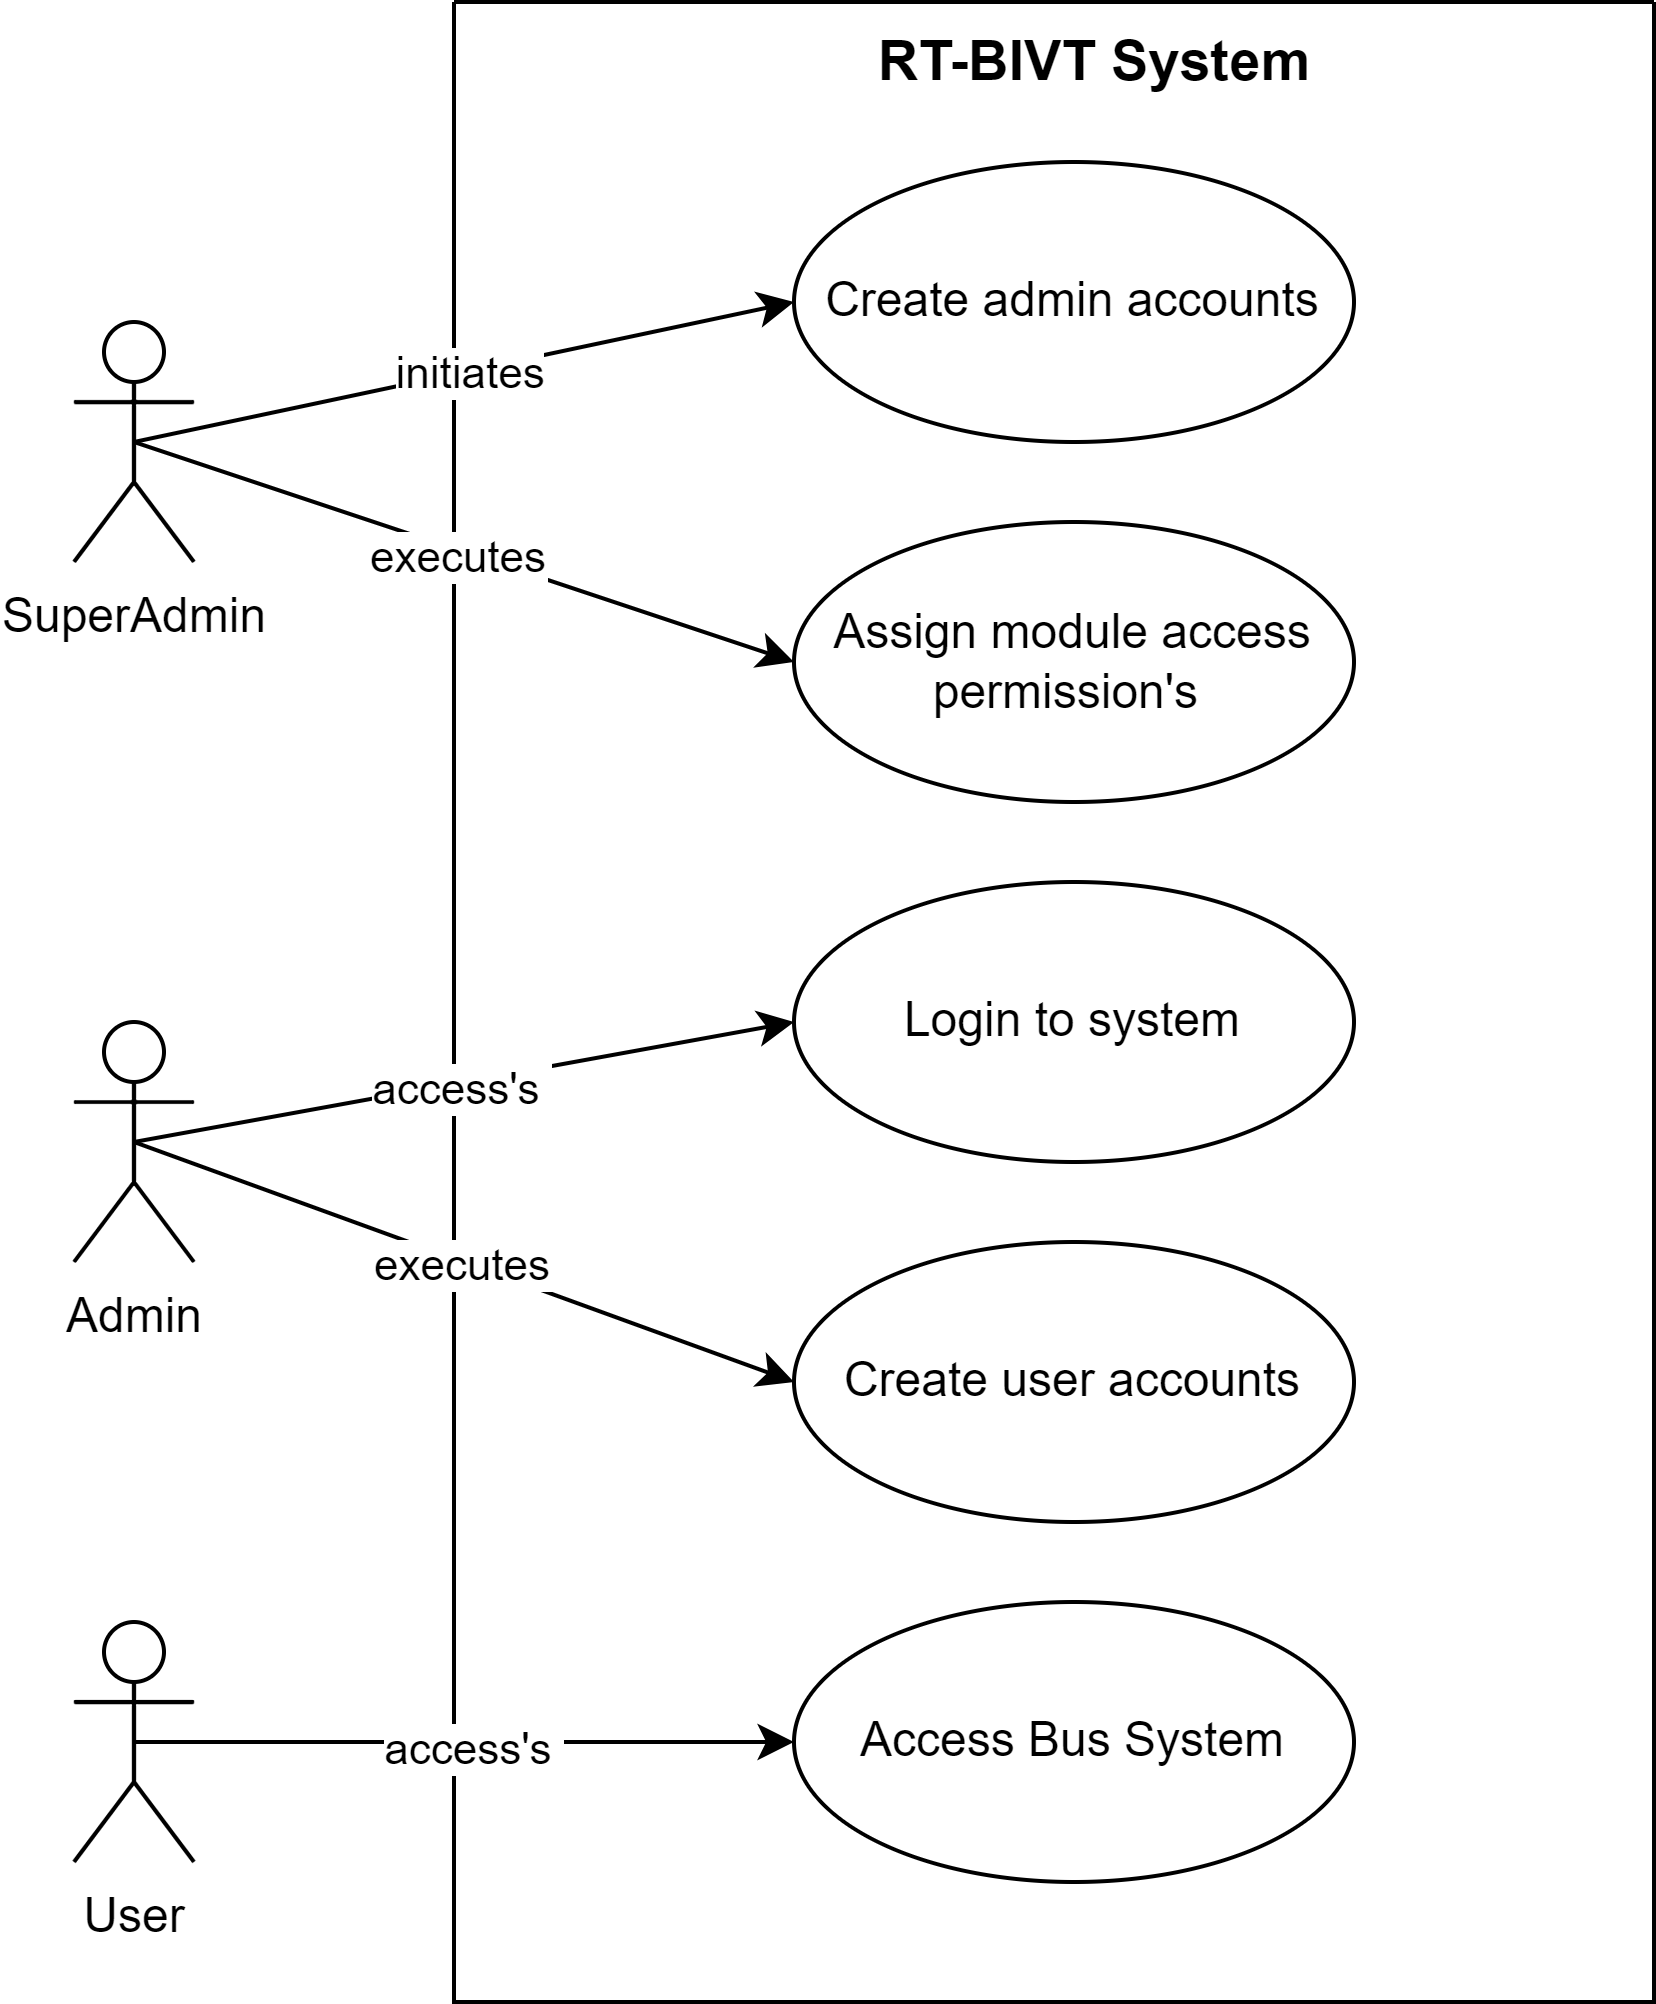 RT-BIVT System
Create admin accounts
initiates
executes
SuperAdmin
Assign module access
permission's
Login to system
access's
executes
Admin
Create user accounts
access's
Access Bus System
User